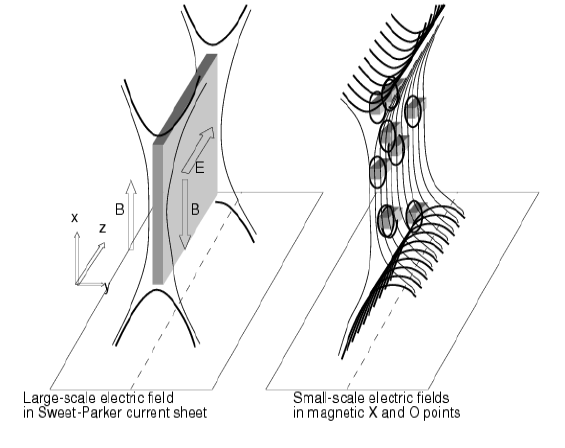 E
B
B
x
z
y
Large-scale electric field
in Sweet-Parker current sheet
Small-scale electric fields
in magnetic X and O points